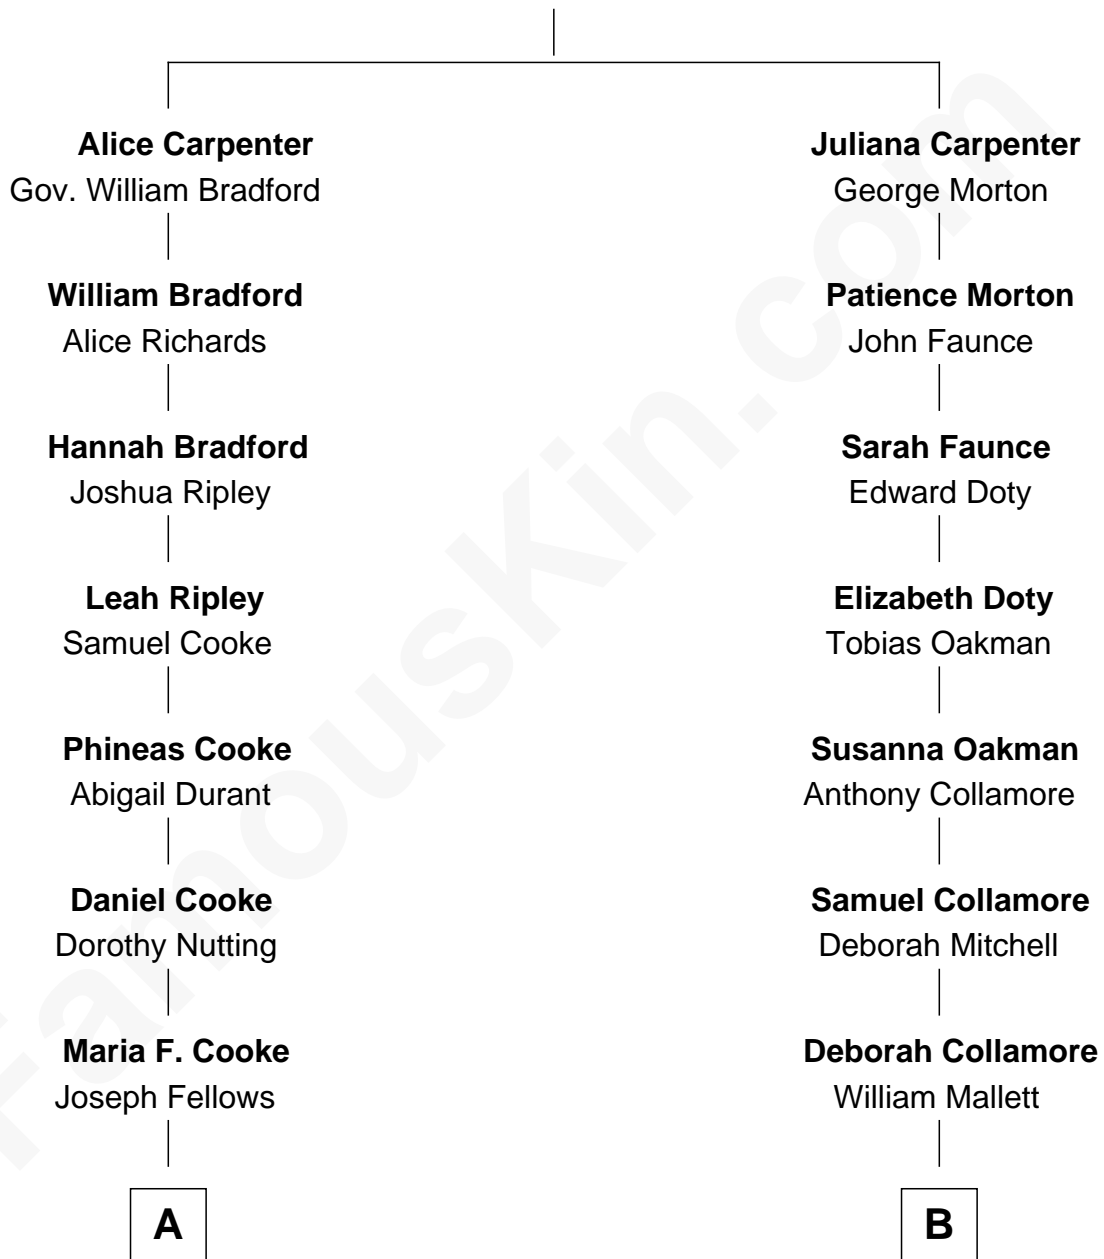 Alice Carpenter
Gov. William Bradford
William Bradford
Alice Richards
Hannah Bradford
Joshua Ripley
Leah Ripley
Samuel Cooke
Phineas Cooke
Abigail Durant
Daniel Cooke
Dorothy Nutting
Maria F. Cooke
Joseph Fellows
A
Juliana Carpenter
George Morton
Patience Morton
John Faunce
Sarah Faunce
Edward Doty
Elizabeth Doty
Tobias Oakman
Susanna Oakman
Anthony Collamore
Samuel Collamore
Deborah Mitchell
Deborah Collamore
William Mallett
B
FamousKin.com